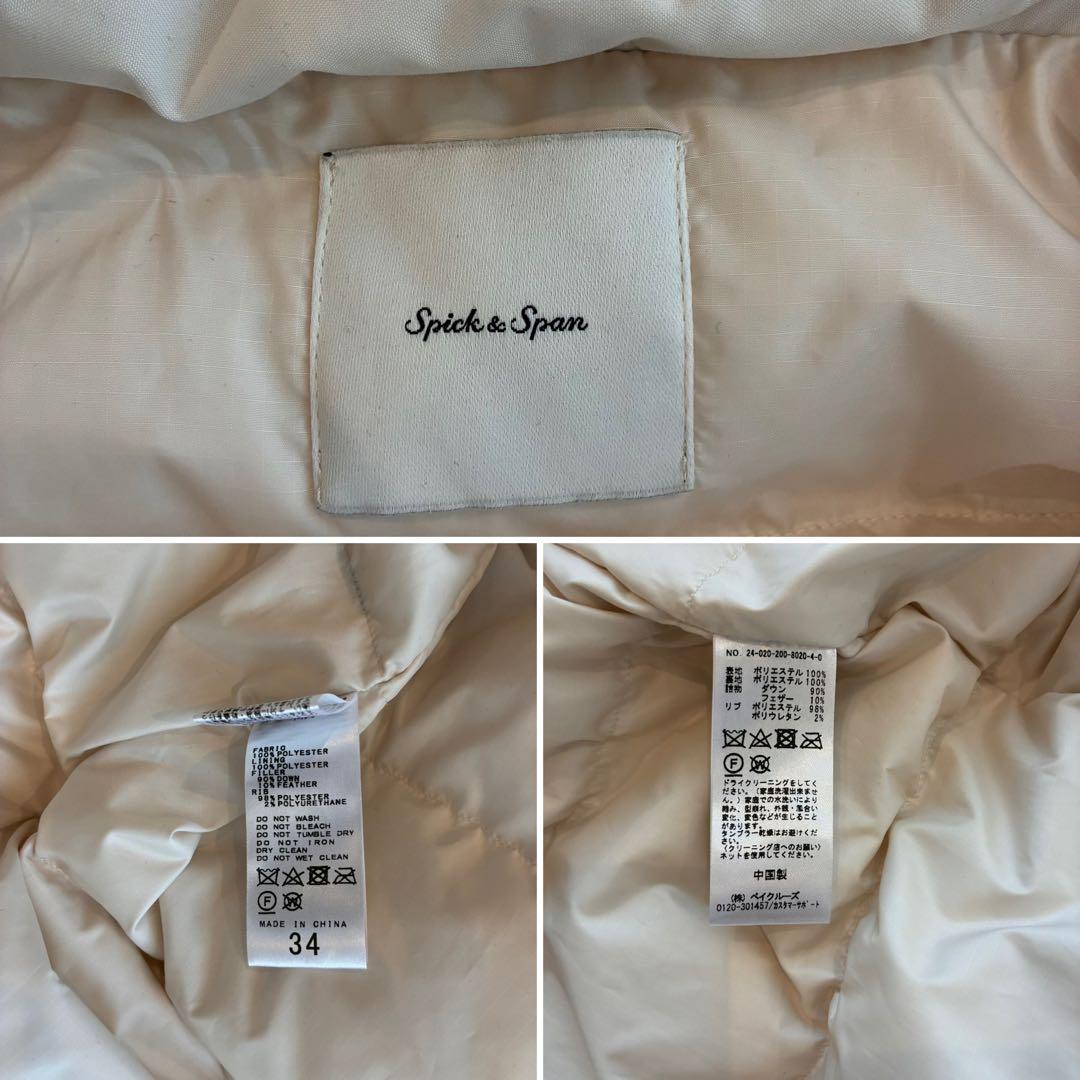 Spick & Span
FABRIC
100%POLYESTER
LINING
100%POLYESTER
FILLER
90%DOWN
10%FEATHER
RIB
98%POLYESTER
2%POLYURETHANE
DO NOT WASH
DO NOT BLEACH
DO NOT TUMBLE DRY
DO NOT IRON
DRY CLEAN
DO NOT WET CLEAN
F W
MADE IN CHINA
34
NO. 24-020-200-8020-4-0
表地 ポリエステル 100%
裏地 ポリエステル 100%
詰物 ダウン 90%
フェザー 10%
リブ ポリエステル 98%
ポリウレタン 2%
F W
ドライクリーニングをしてく
ださい。(家庭洗濯出来ませ
ん。)家庭での水洗いにより
縮み、型崩れ、外観・風合い
変化、変色などが生じること
があります。
タンブラー乾燥はお避けくだ
さい。
〈クリーニング店へのお願い〉
ネットを使用してください。
中国製
(株) ベイクルーズ
0120-301457/カスタマーサポート